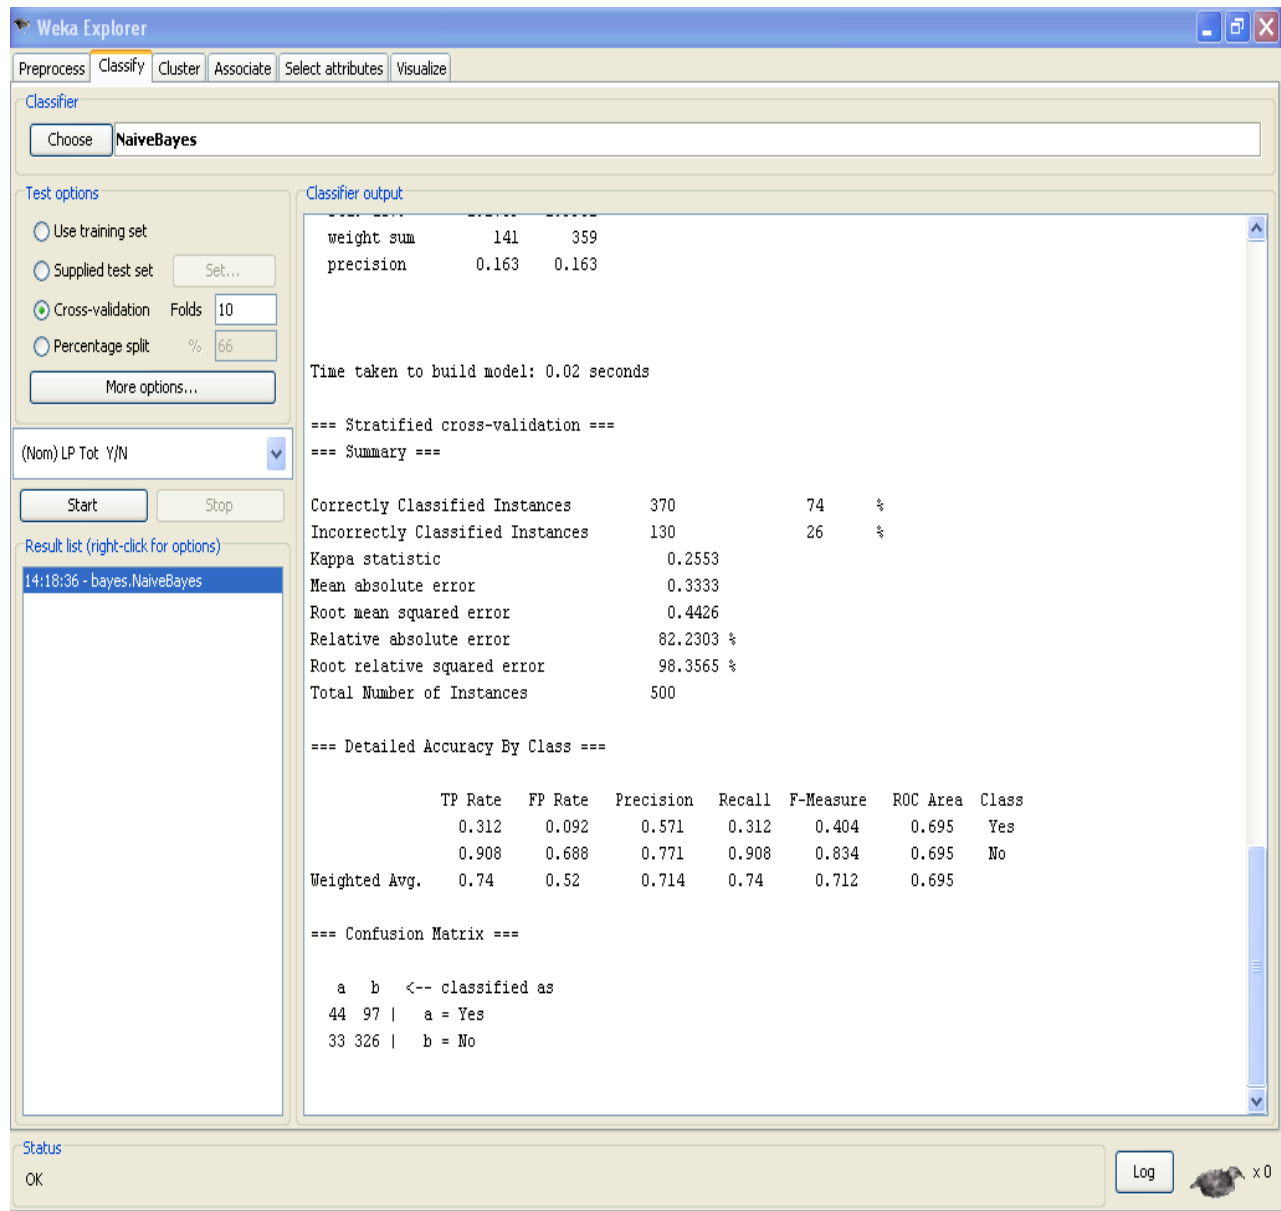 Weka Explorer
Preprocess Classify Cluster Associate Select attributes Visualize
Classifier
Choose NaiveBayes
Test options
Use training set
Supplied test set Set...
Cross-validation Folds 10
Percentage split % 66
More options...
(Nom) LP Tot Y/N
Start Stop
Result list (right-click for options)
14:18:36 - bayes.NaiveBayes
Classifier output
weight sum 141 359
precision 0.163 0.163
Time taken to build model: 0.02 seconds
=== Stratified cross-validation ===
=== Summary ===
Correctly Classified Instances 370 74 %
Incorrectly Classified Instances 130 26 %
Kappa statistic 0.2553
Mean absolute error 0.3333
Root mean squared error 0.4426
Relative absolute error 82.2303 %
Root relative squared error 98.3565 %
Total Number of Instances 500
=== Detailed Accuracy By Class ===
TP Rate FP Rate Precision Recall F-Measure ROC Area Class
0.312 0.092 0.571 0.312 0.404 0.695 Yes
0.908 0.688 0.771 0.908 0.834 0.695 No
Weighted Avg. 0.74 0.52 0.714 0.74 0.712 0.695
=== Confusion Matrix ===
a b <-- classified as
44 97 | a = Yes
33 326 | b = No
Status
OK
Log x 0